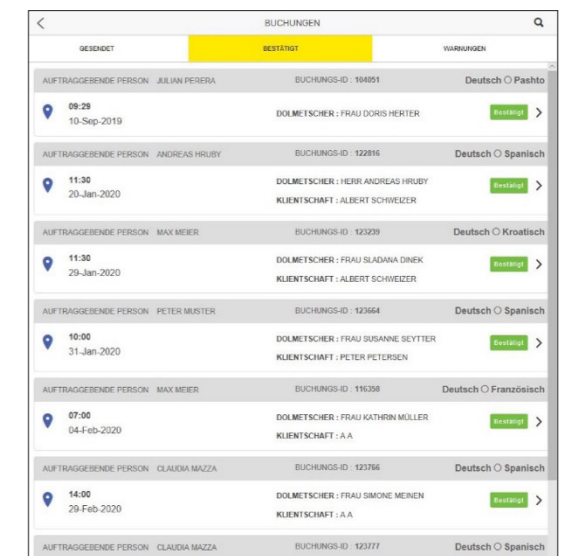 BUCHUNGEN
GESENDET BESTÄTIGT WARNUNGEN
AUFTRAGGEBENDE PERSON JULIAN PERERA BUCHUNGS-ID : 104051 Deutsch Pashto
09:29
10-Sep-2019
DOLMETSCHER : FRAU DORIS HERTER
Bestätigt
AUFTRAGGEBENDE PERSON ANDREAS HRUBY BUCHUNGS-ID : 122816 Deutsch Spanisch
11:30
20-Jan-2020
DOLMETSCHER : HERR ANDREAS HRUBY
KLIENTSCHAFT : ALBERT SCHWEIZER
Bestätigt
AUFTRAGGEBENDE PERSON MAX MEIER BUCHUNGS-ID : 123239 Deutsch Kroatisch
11:30
29-Jan-2020
DOLMETSCHER : FRAU SLADANA DINEK
KLIENTSCHAFT : ALBERT SCHWEIZER
Bestätigt
AUFTRAGGEBENDE PERSON PETER MUSTER BUCHUNGS-ID : 123664 Deutsch Spanisch
10:00
31-Jan-2020
DOLMETSCHER : FRAU SUSANNE SEYTTER
KLIENTSCHAFT : PETER PETERSEN
Bestätigt
AUFTRAGGEBENDE PERSON MAX MEIER BUCHUNGS-ID : 116358 Deutsch Französisch
07:00
04-Feb-2020
DOLMETSCHER : FRAU KATHRIN MÜLLER
KLIENTSCHAFT : A A
Bestätigt
AUFTRAGGEBENDE PERSON CLAUDIA MAZZA BUCHUNGS-ID : 123766 Deutsch Spanisch
14:00
29-Feb-2020
DOLMETSCHER : FRAU SIMONE MEINEN
KLIENTSCHAFT : A A
Bestätigt
AUFTRAGGEBENDE PERSON CLAUDIA MAZZA BUCHUNGS-ID : 123777 Deutsch Spanisch